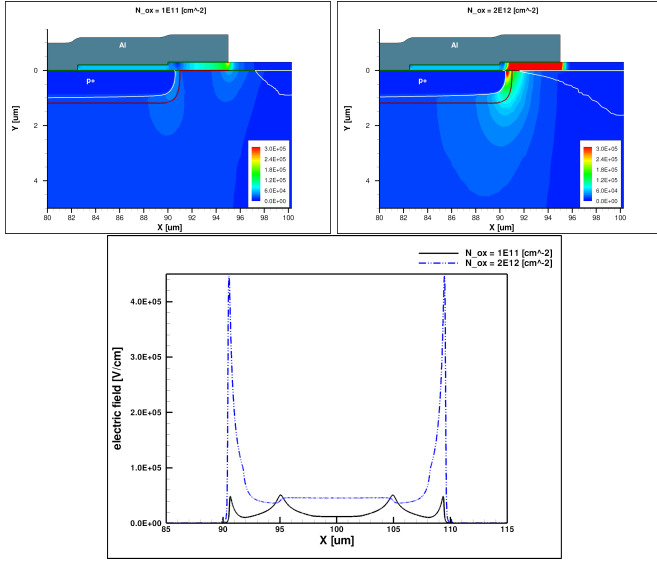 N_ox = 1E11 [cm^-2]
Al
p+
0
2
4
Y [um]
3.0E+05
2.4E+05
1.8E+05
1.2E+05
6.0E+04
0.0E+00
80 82 84 86 88 90 92 94 96 98 100
X [um]
N_ox = 2E12 [cm^-2]
Al
p+
0
2
4
Y [um]
3.0E+05
2.4E+05
1.8E+05
1.2E+05
6.0E+04
0.0E+00
80 82 84 86 88 90 92 94 96 98 100
X [um]
N_ox = 1E11 [cm^-2]
N_ox = 2E12 [cm^-2]
electric field [V/cm]
4.0E+05
3.0E+05
2.0E+05
1.0E+05
0.0E+00
85 90 95 100 105 110 115
X [um]